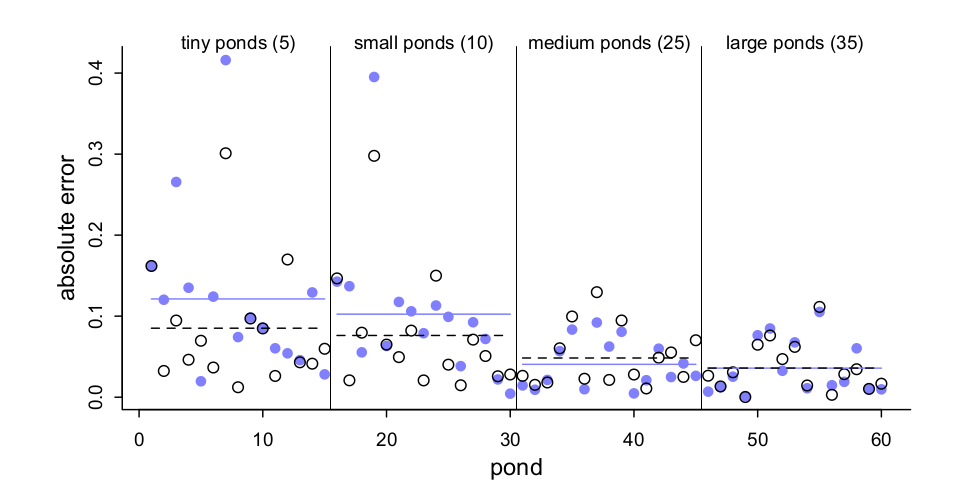 tiny ponds (5) small ponds (10) medium ponds (25) large ponds (35)
absolute error
0.4
0.3
0.2
0.1
0.0
0 10 20 30 40 50 60
pond